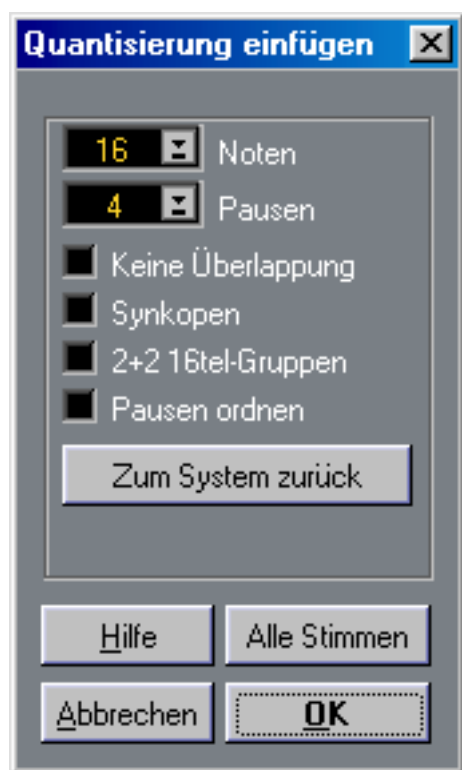 Quantisierung einfügen
16 Noten
4 Pausen
Keine Überlappung
Synkopen
2+2 16tel-Gruppen
Pausen ordnen
Zum System zurück
Hilfe Alle Stimmen
Abbrechen OK